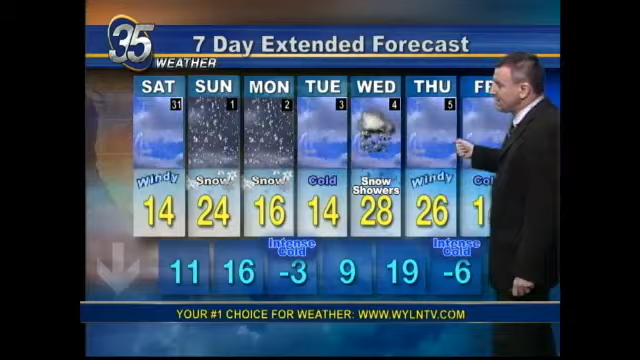 35
WEATHER
7 Day Extended Forecast
SAT SUN MON TUE WED THU
31 1 2 3 4 5
Windy Snow Snow Cold Snow Showers Windy
14 24 16 14 28 26
Intense Cold Intense Cold
11 16 -3 9 19 -6
YOUR #1 CHOICE FOR WEATHER: WWW.WYLNTV.COM